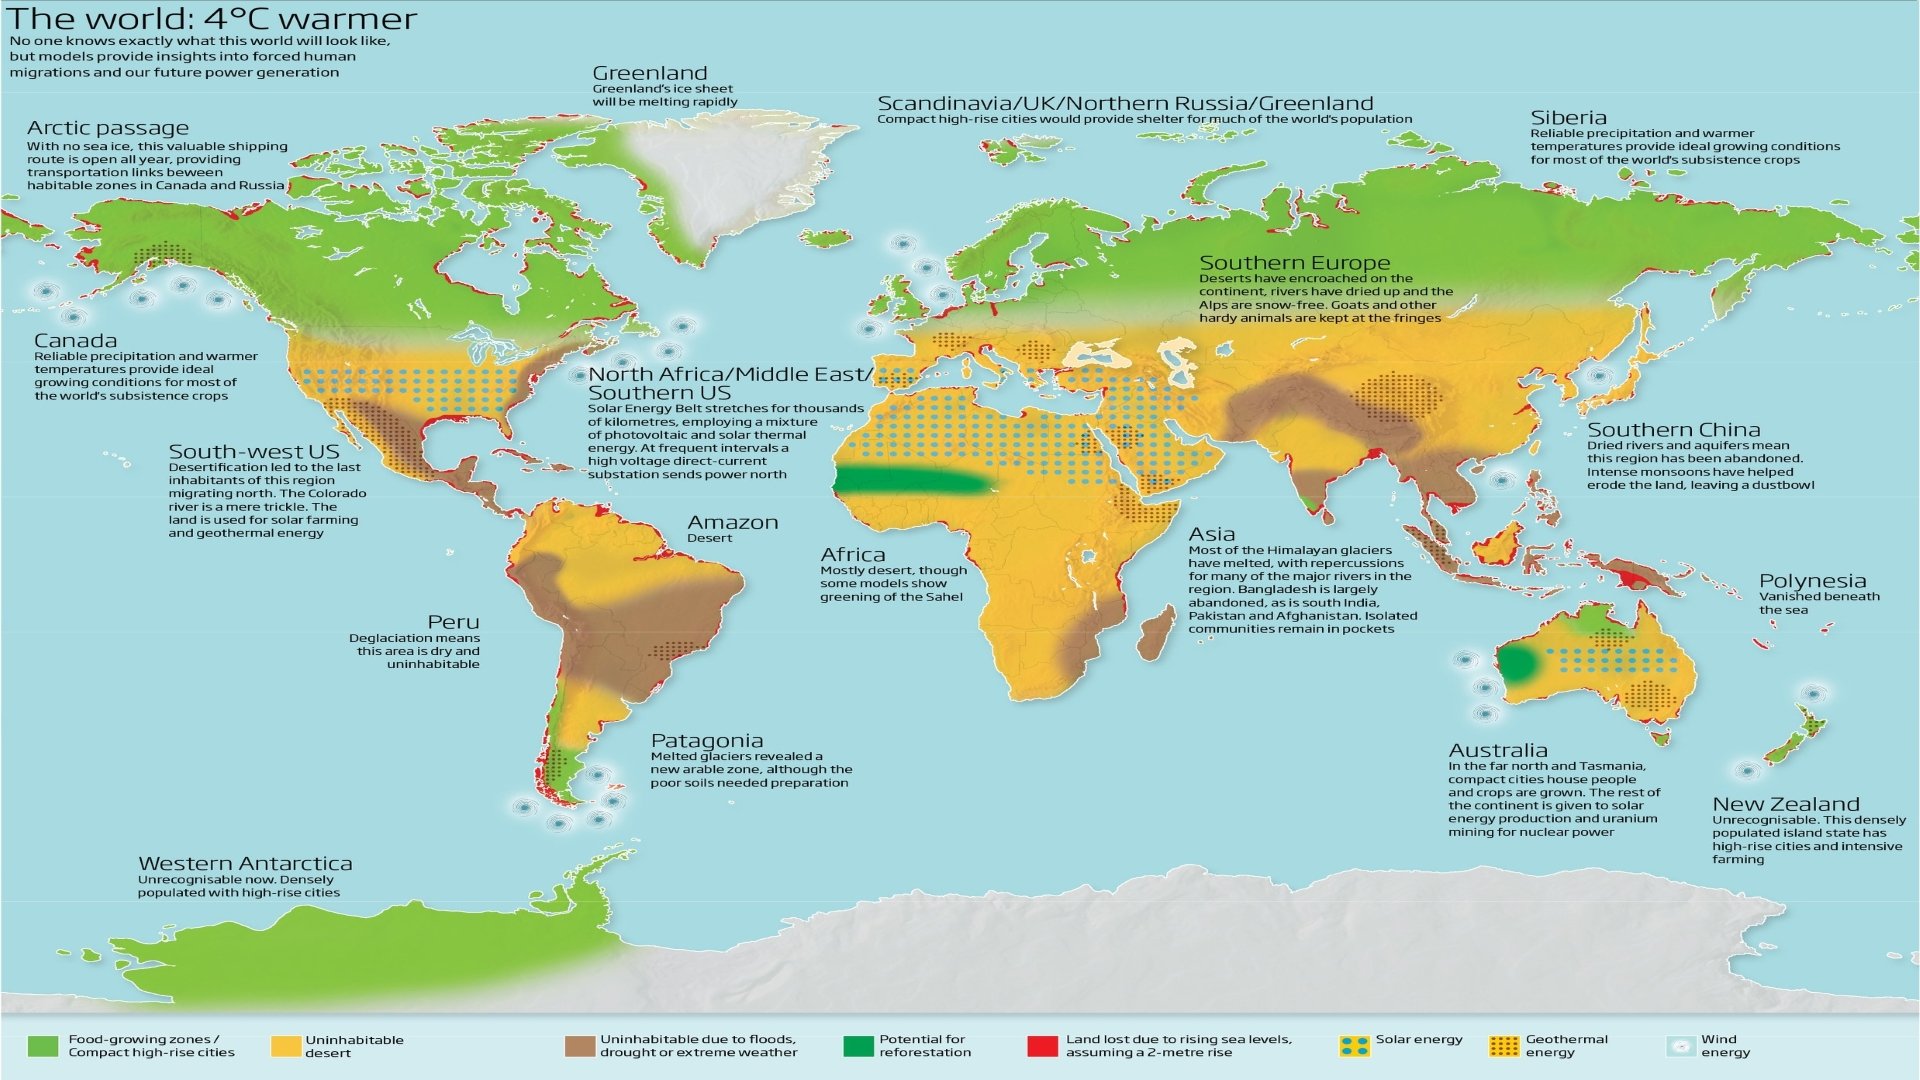 The world: 4°C warmer
No one knows exactly what this world will look like,
but models provide insights into forced human
migrations and our future power generation
Greenland
Greenland's ice sheet
will be melting rapidly
Scandinavia/UK/Northern Russia/Greenland
Compact high-rise cities would provide shelter for much of the world's population
Siberia
Reliable precipitation and warmer
temperatures provide ideal growing conditions
for most of the world's subsistence crops
Arctic passage
With no sea ice, this valuable shipping
route is open all year, providing
transportation links beween
habitable zones in Canada and Russia
Southern Europe
Deserts have encroached on the
continent, rivers have dried up and the
Alps are snow-free. Goats and other
hardy animals are kept at the fringes
Canada
Reliable precipitation and warmer
temperatures provide ideal
growing conditions for most of
the world's subsistence crops
North Africa/Middle East/
Southern US
Solar Energy Belt stretches for thousands
of kilometres, employing a mixture
of photovoltaic and solar thermal
energy. At frequent intervals a
high voltage direct-current
substation sends power north
South-west US
Desertification led to the last
inhabitants of this region
migrating north. The Colorado
river is a mere trickle. The
land is used for solar farming
and geothermal energy
Southern China
Dried rivers and aquifers mean
this region has been abandoned.
Intense monsoons have helped
erode the land, leaving a dustbowl
Amazon
Desert
Africa
Mostly desert, though
some models show
greening of the Sahel
Asia
Most of the Himalayan glaciers
have melted, with repercussions
for many of the major rivers in the
region. Bangladesh is largely
abandoned, as is south India,
Pakistan and Afghanistan. Isolated
communities remain in pockets
Polynesia
Vanished beneath
the sea
Peru
Deglaciation means
this area is dry and
uninhabitable
Patagonia
Melted glaciers revealed a
new arable zone, although the
poor soils needed preparation
Australia
In the far north and Tasmania,
compact cities house people
and crops are grown. The rest of
the continent is given to solar
energy production and uranium
mining for nuclear power
New Zealand
Unrecognisable. This densely
populated island state has
high-rise cities and intensive
farming
Western Antarctica
Unrecognisable now. Densely
populated with high-rise cities
Food-growing zones /
Compact high-rise cities
Uninhabitable
desert
Uninhabitable due to floods,
drought or extreme weather
Potential for
reforestation
Land lost due to rising sea levels,
assuming a 2-metre rise
Solar energy
Geothermal
energy
Wind
energy